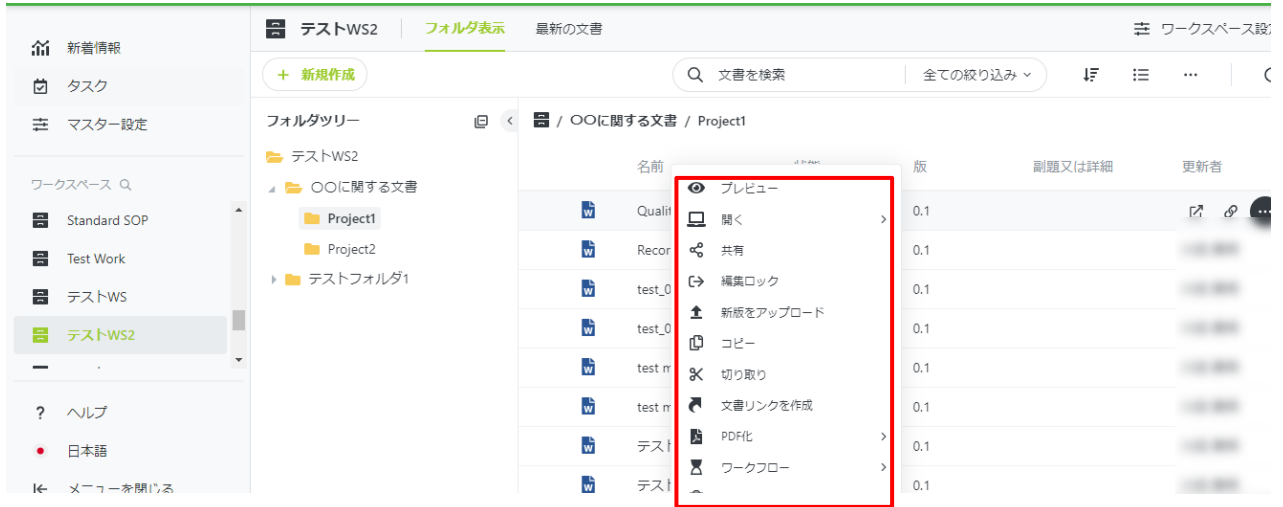 テストWS2
フォルダ表示
最新の文書
ワークスペース設
新着情報
タスク
マスター設定
ワークスペース
Standard SOP
Test Work
テストWS
テストWS2
ヘルプ
日本語
メニューを閉じる
+ 新規作成
文書を検索
全ての絞り込み
フォルダツリー
テストWS2
〇〇に関する文書
Project1
Project2
テストフォルダ1
/ 〇〇に関する文書 / Project1
名前 版 副題又は詳細 更新者
Qualit 0.1
Recor 0.1
test_0 0.1
test_0 0.1
test m 0.1
test m 0.1
テスト 0.1
テスト 0.1
プレビュー
開く
共有
編集ロック
新版をアップロード
コピー
切り取り
文書リンクを作成
PDF化
ワークフロー